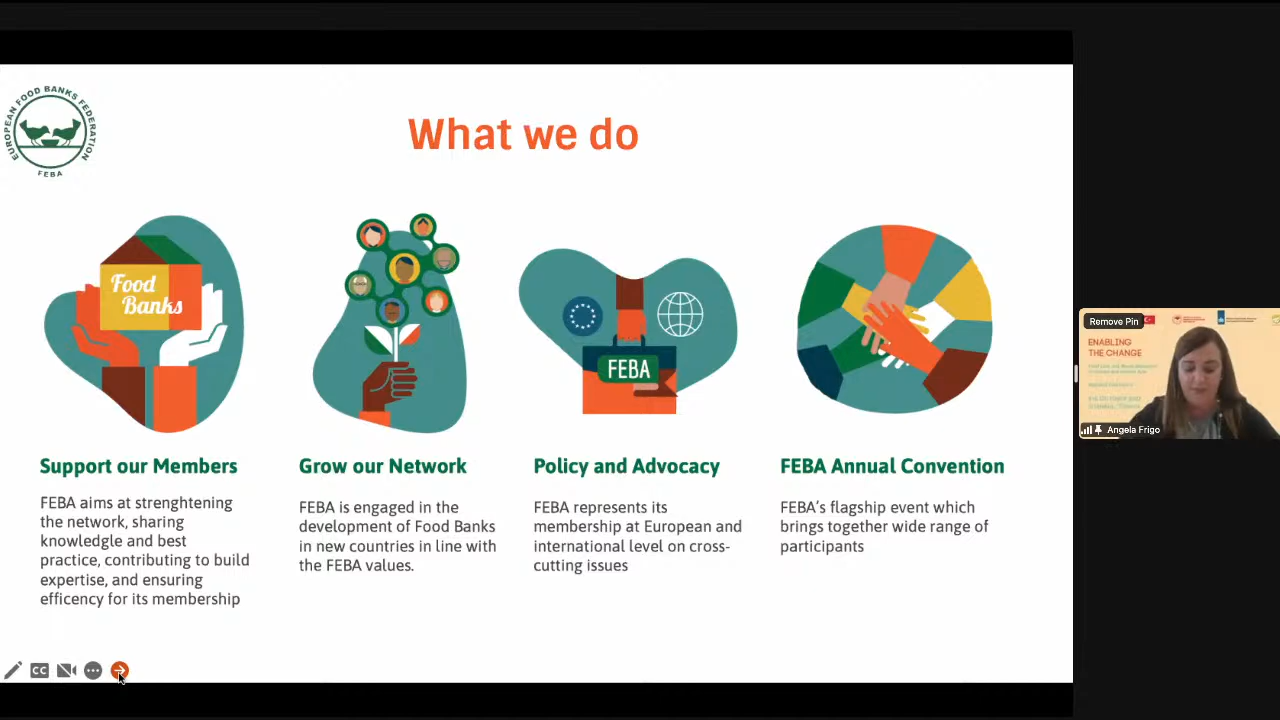 EUROPEAN FOOD BANKS FEDERATION
FEBA
What we do
Food
Banks
FEBA
Support our Members
FEBA aims at strenghtening
the network, sharing
knowledgle and best
practice, contributing to build
expertise, and ensuring
efficency for its membership
Grow our Network
FEBA is engaged in the
development of Food Banks
in new countries in line with
the FEBA values.
Policy and Advocacy
FEBA represents its
membership at European and
international level on cross-
cutting issues
FEBA Annual Convention
FEBA’s flagship event which
brings together wide range of
participants
CC
Remove Pin
ENABLING
THE CHANGE
Angela Frigo